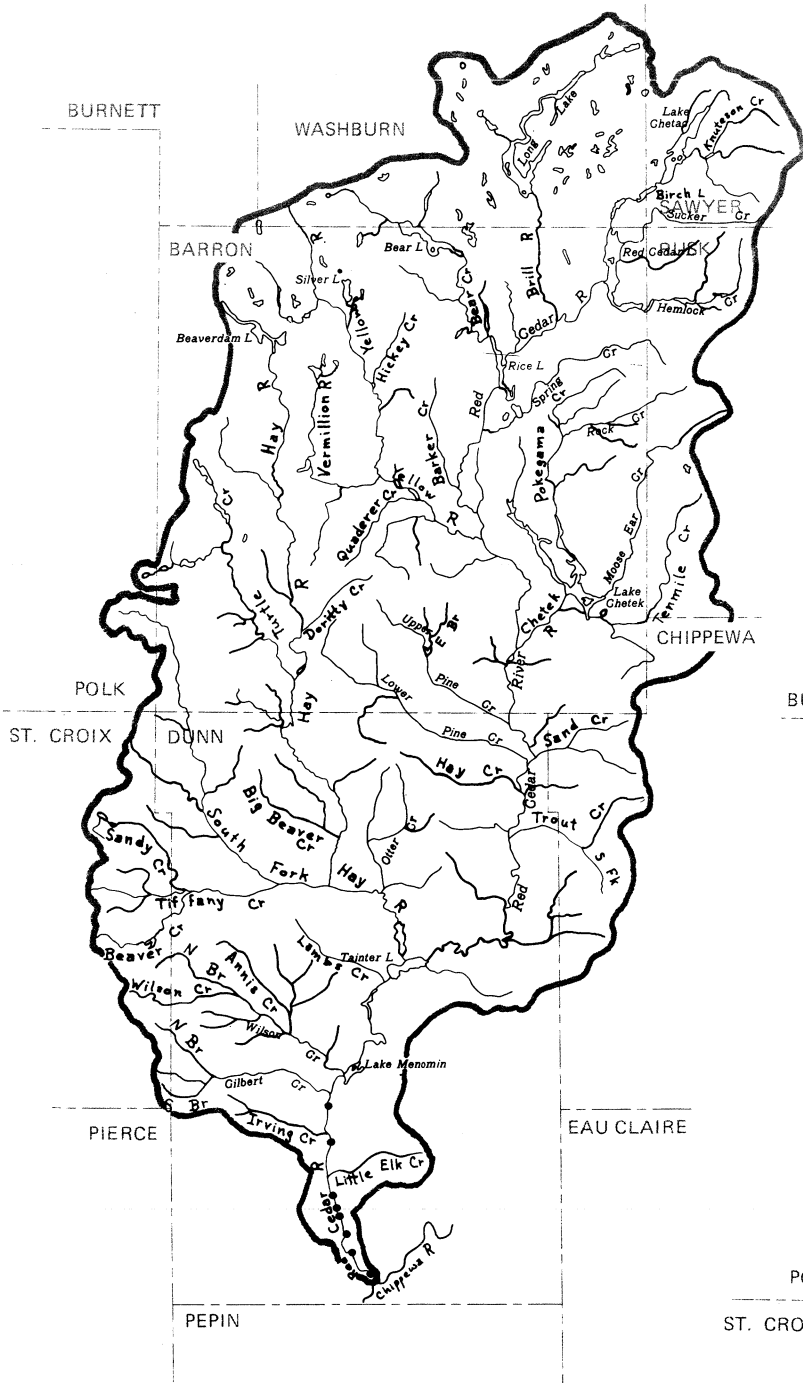 BURNETT
WASHBURN
Long Lake
Lake Chetac
Knuteson Cr
Birch L
SAWYER
Sucker Cr
BARRON
R
Bear L
Brill R
Red Cedar L
RUSK
Silver L
Yellow
Bear Cr
Cedar R
Hemlock Cr
Beaverdam L
Hickey Cr
Rice L
Hay R
Vermillion R
Barker Cr
Red
Spring Cr
Pokegama Cr
Rock Cr
Yellow R
Quaderer Cr
Moose Ear Cr
Tenmile Cr
Turtle Cr
R
Doritty Cr
Upper Pine Cr
Br
Chetek R
River
Lake Chetek
CHIPPEWA
POLK
Hay
Lower Pine Cr
BU
ST. CROIX
DUNN
Hay Cr
Sand Cr
Cedar
Big Beaver Cr
Trout Cr
S Fk
Sandy Cr
South Fork Hay R
Otter Cr
Red
Tiffany Cr
Beaver Cr
N Br
Annis Cr
Lambs Cr
Tainter L
Wilson Cr
Wilson Cr
N Br
Lake Menomin
Gilbert Cr
S Br
PIERCE
Irving Cr
EAU CLAIRE
R
Little Elk Cr
Cedar
Red
Chippewa R
PEPIN
ST. CRO